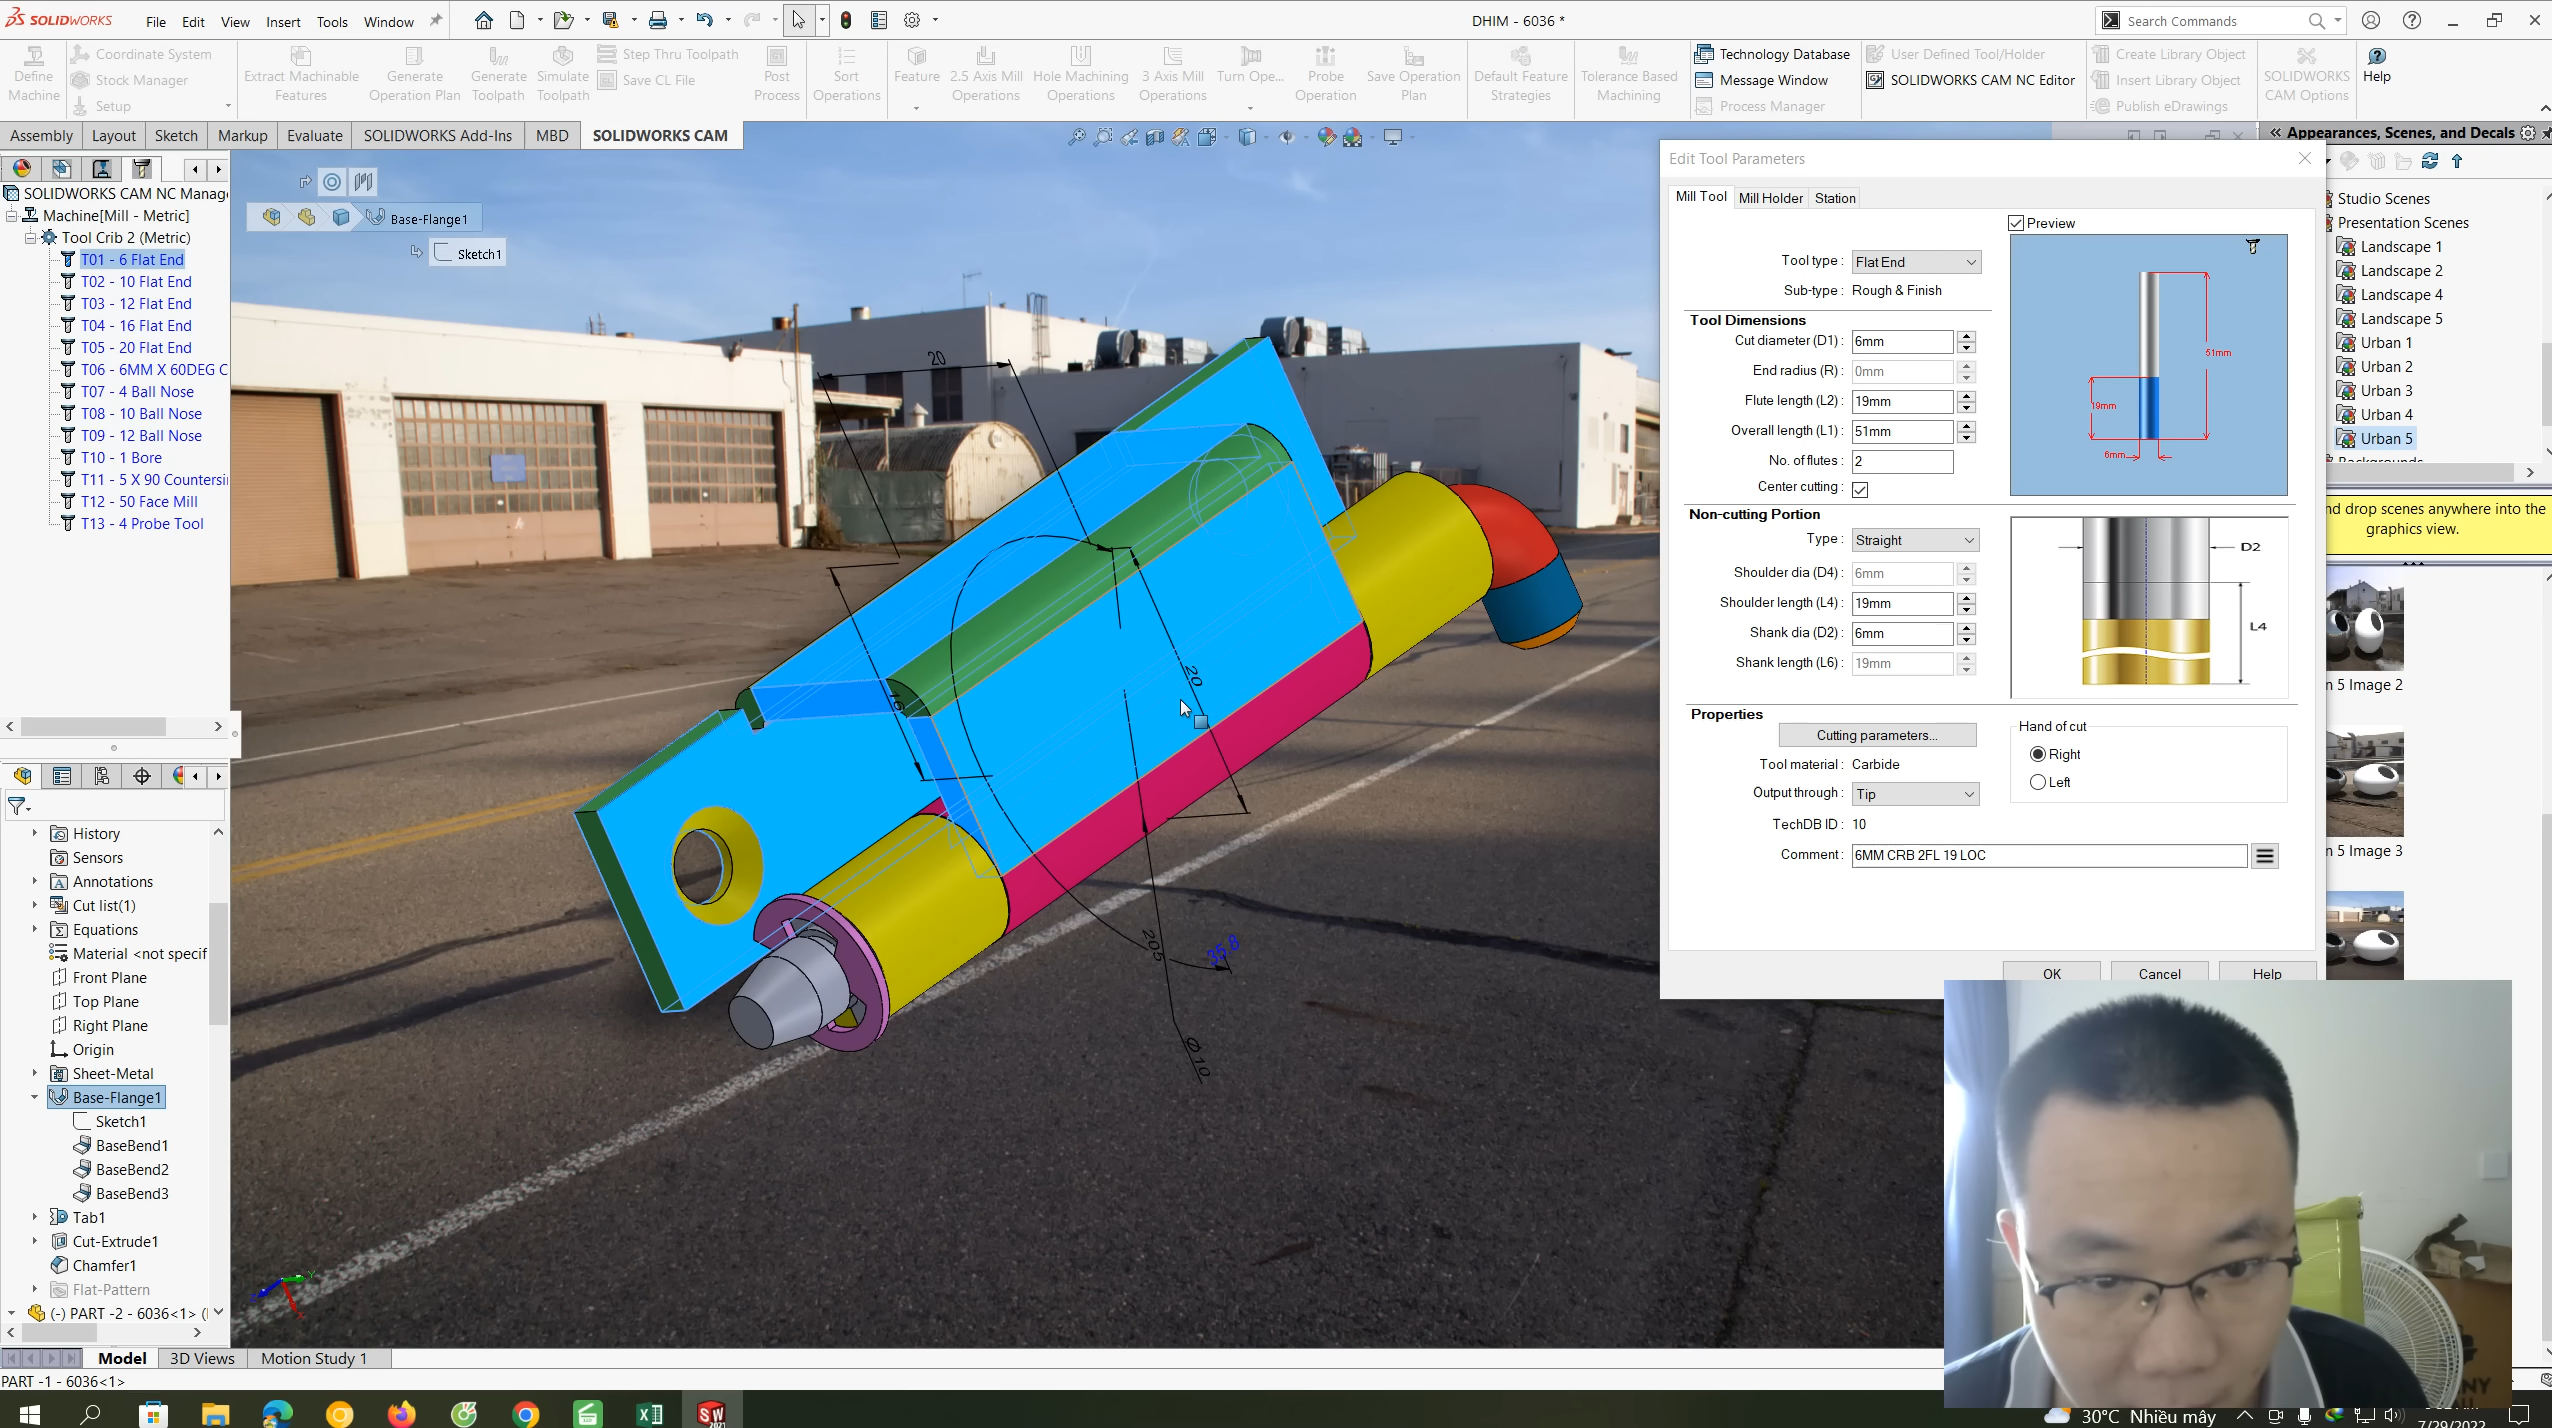 SOLIDWORKS File Edit View Insert Tools Window DHIM - 6036 * Search Commands
Define Machine
Coordinate System
Stock Manager
Setup
Extract Machinable Features
Generate Operation Plan
Generate Toolpath
Simulate Toolpath
Step Thru Toolpath
Save CL File
Post Process
Sort Operations
Feature
2.5 Axis Mill Operations
Hole Machining Operations
3 Axis Mill Operations
Turn Ope...
Probe Operation
Save Operation Plan
Default Feature Strategies
Tolerance Based Machining
Technology Database
Message Window
Process Manager
User Defined Tool/Holder
SOLIDWORKS CAM NC Editor
Create Library Object
Insert Library Object
Publish eDrawings
SOLIDWORKS CAM Options
Help
Assembly Layout Sketch Markup Evaluate SOLIDWORKS Add-Ins MBD SOLIDWORKS CAM
SOLIDWORKS CAM NC Manag
Machine[Mill - Metric]
Tool Crib 2 (Metric)
T01 - 6 Flat End
T02 - 10 Flat End
T03 - 12 Flat End
T04 - 16 Flat End
T05 - 20 Flat End
T06 - 6MM X 60DEG C
T07 - 4 Ball Nose
T08 - 10 Ball Nose
T09 - 12 Ball Nose
T10 - 1 Bore
T11 - 5 X 90 Countersi
T12 - 50 Face Mill
T13 - 4 Probe Tool
History
Sensors
Annotations
Cut list(1)
Equations
Material <not specif
Front Plane
Top Plane
Right Plane
Origin
Sheet-Metal
Base-Flange1
Sketch1
BaseBend1
BaseBend2
BaseBend3
Tab1
Cut-Extrude1
Chamfer1
Flat-Pattern
(-) PART -2 - 6036<1> (
Base-Flange1
Sketch1
20
20
16
205
35.8
Ø 10
Edit Tool Parameters
Mill Tool Mill Holder Station
Preview
Tool type : Flat End
Sub-type : Rough & Finish
Tool Dimensions
Cut diameter (D1) : 6mm
End radius (R) : 0mm
Flute length (L2) : 19mm
Overall length (L1) : 51mm
No. of flutes : 2
Center cutting :
51mm
19mm
6mm
Non-cutting Portion
Type : Straight
Shoulder dia (D4) : 6mm
Shoulder length (L4) : 19mm
Shank dia (D2) : 6mm
Shank length (L6) : 19mm
D2
L4
Properties
Cutting parameters...
Tool material : Carbide
Output through : Tip
TechDB ID : 10
Comment : 6MM CRB 2FL 19 LOC
Hand of cut
Right
Left
OK Cancel Help
Appearances, Scenes, and Decals
Studio Scenes
Presentation Scenes
Landscape 1
Landscape 2
Landscape 4
Landscape 5
Urban 1
Urban 2
Urban 3
Urban 4
Urban 5
Backgrounds
nd drop scenes anywhere into the
graphics view.
n 5 Image 2
n 5 Image 3
Model 3D Views Motion Study 1
PART -1 - 6036<1>
30°C Nhiều mây
7/29/2022